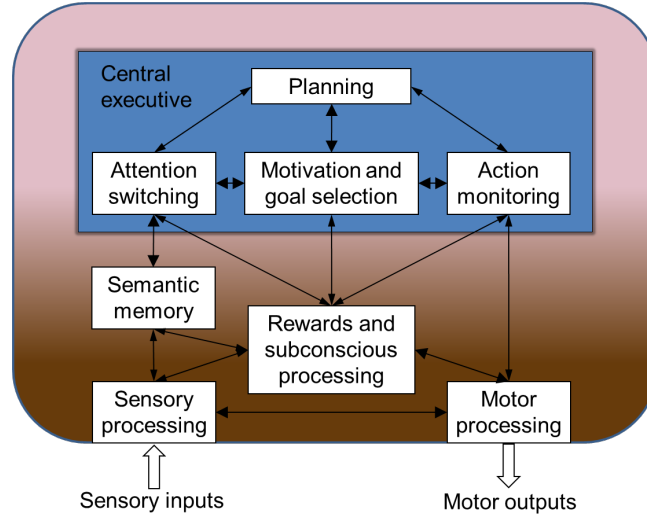 Central
executive
Planning
Attention
switching
Motivation and
goal selection
Action
monitoring
Semantic
memory
Rewards and
subconscious
processing
Sensory
processing
Motor
processing
Sensory inputs
Motor outputs